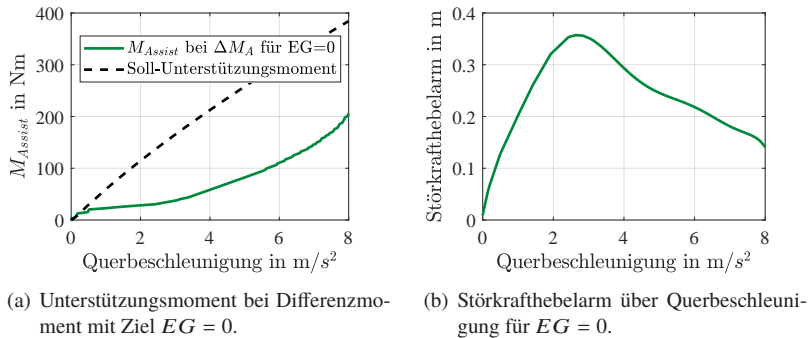 400
300
200
100
0
M_Assist in Nm
M_Assist bei ΔM_A für EG=0
Soll-Unterstützungsmoment
0 2 4 6 8
Querbeschleunigung in m/s²
0.4
0.3
0.2
0.1
0
Störkrafthebelarm in m
0 2 4 6 8
Querbeschleunigung in m/s²
(a) Unterstützungsmoment bei Differenzmo-
ment mit Ziel EG = 0.
(b) Störkrafthebelarm über Querbeschleuni-
gung für EG = 0.